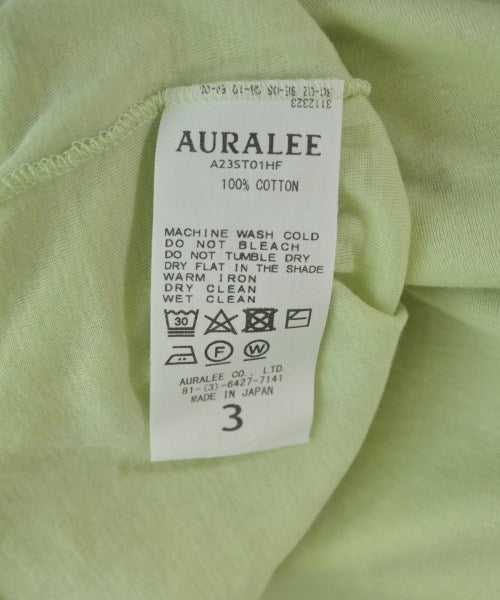 3112323
AURALEE
A23ST01HF
100% COTTON
MACHINE WASH COLD
DO NOT BLEACH
DO NOT TUMBLE DRY
DRY FLAT IN THE SHADE
WARM IRON
DRY CLEAN
WET CLEAN
30
F
W
AURALEE CO., LTD.
81-(3)-6427-7141
MADE IN JAPAN
3